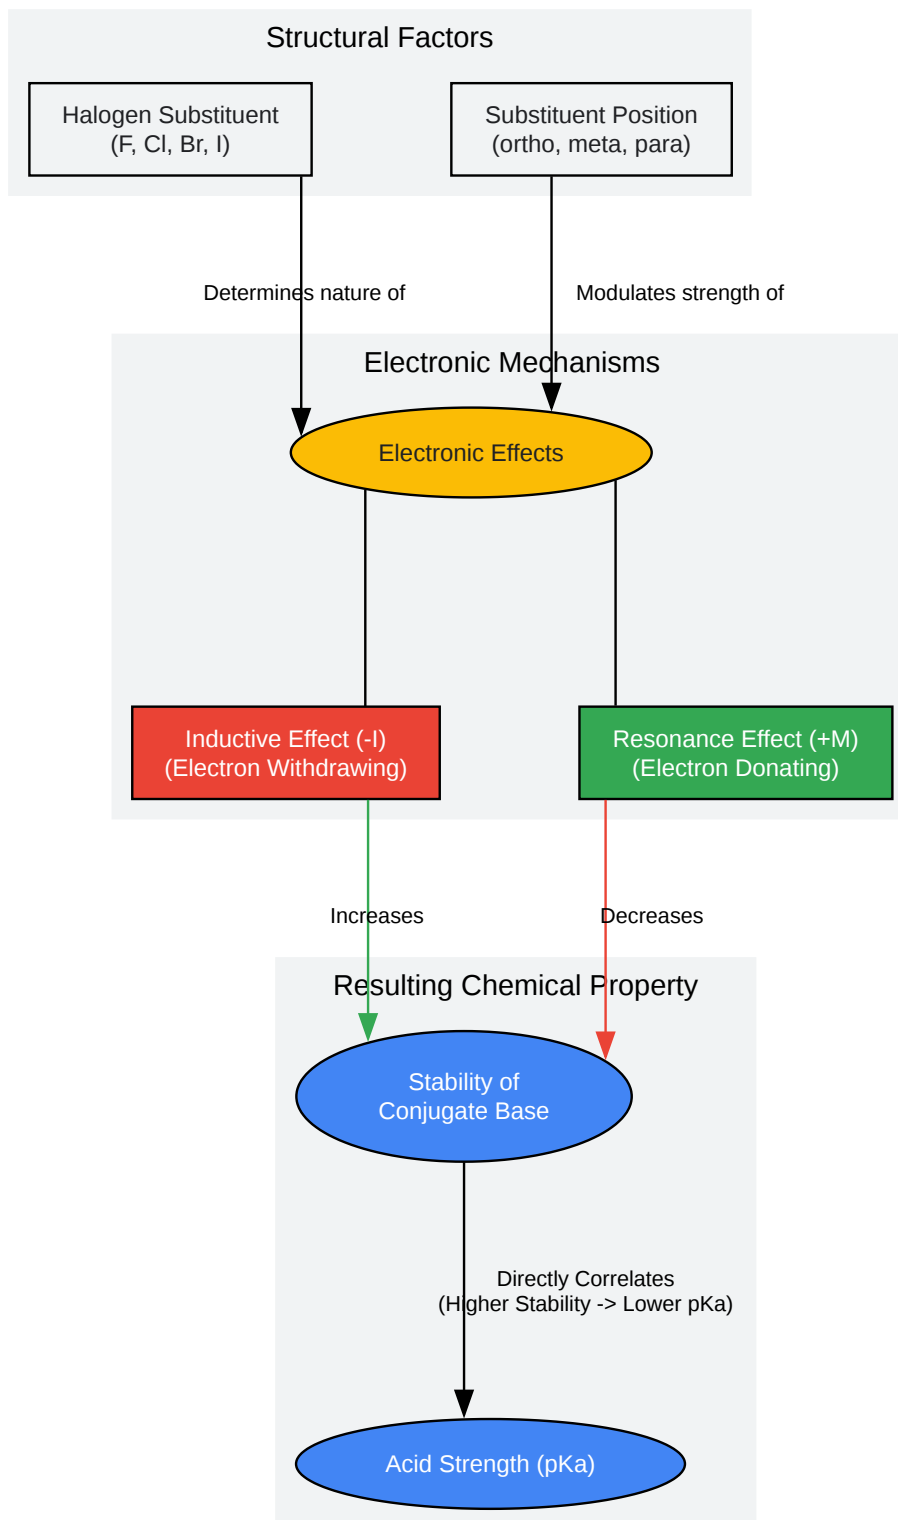 Structural Factors
Halogen Substituent
(F, Cl, Br, I)
Substituent Position
(ortho, meta, para)
Determines nature of
Modulates strength of
Electronic Mechanisms
Electronic Effects
Inductive Effect (-I)
(Electron Withdrawing)
Resonance Effect (+M)
(Electron Donating)
Increases
Decreases
Resulting Chemical Property
Stability of
Conjugate Base
Directly Correlates
(Higher Stability -> Lower pKa)
Acid Strength (pKa)